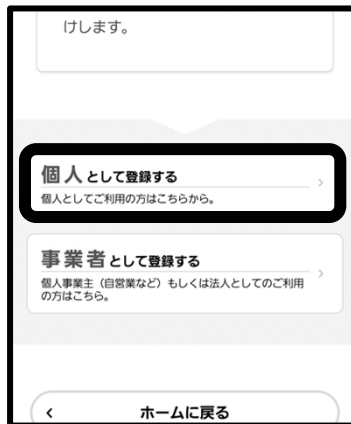 けします。
個人として登録する
個人としてご利用の方はこちらから。
事業者として登録する
個人事業主（自営業など）もしくは法人としてのご利用
の方はこちら。
ホームに戻る